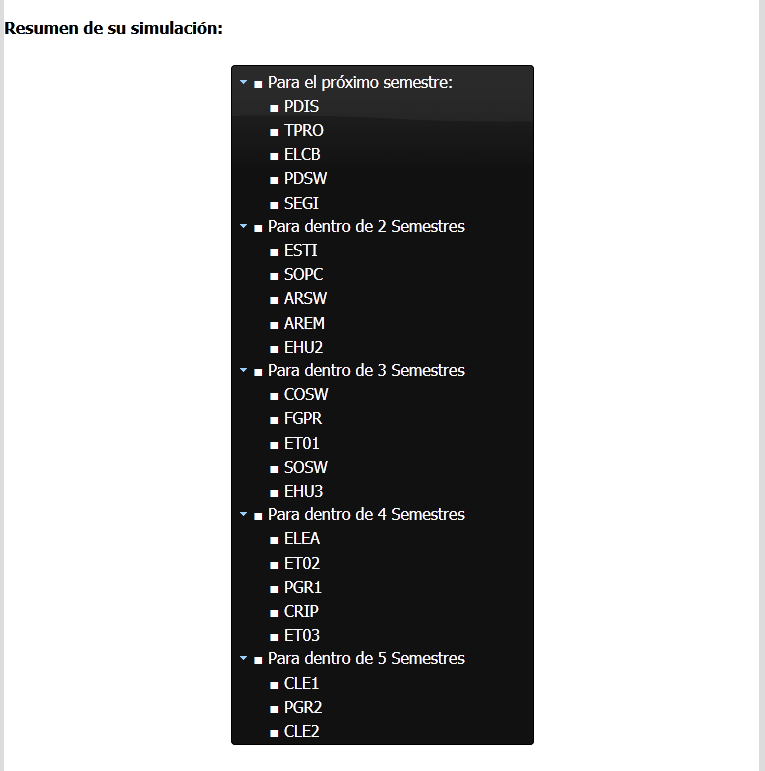 Resumen de su simulación:
Para el próximo semestre:
PDIS
TPRO
ELCB
PDSW
SEGI
Para dentro de 2 Semestres
ESTI
SOPC
ARSW
AREM
EHU2
Para dentro de 3 Semestres
COSW
FGPR
ET01
SOSW
EHU3
Para dentro de 4 Semestres
ELEA
ET02
PGR1
CRIP
ET03
Para dentro de 5 Semestres
CLE1
PGR2
CLE2